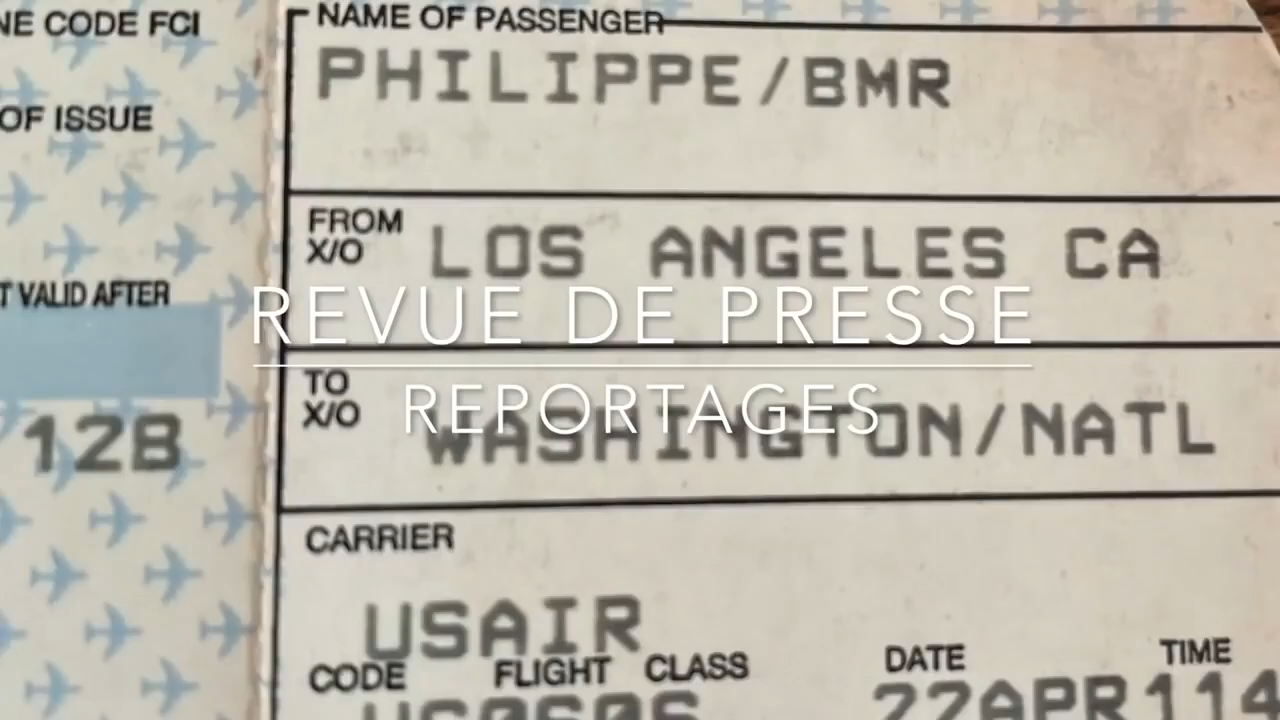 NE CODE FCI
NAME OF PASSENGER
PHILIPPE/BMR
OF ISSUE
FROM
X/O
LOS ANGELES CA
T VALID AFTER
REVUE DE PRESSE
TO
X/O
REPORTAGES
WASHINGTON/NATL
12B
CARRIER
USAIR
CODE FLIGHT CLASS DATE TIME
22APR114